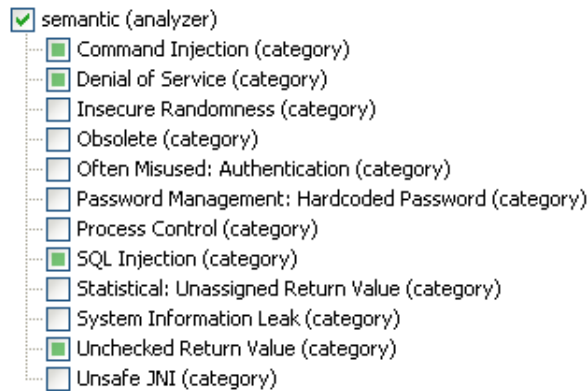 semantic (analyzer)
Command Injection (category)
Denial of Service (category)
Insecure Randomness (category)
Obsolete (category)
Often Misused: Authentication (category)
Password Management: Hardcoded Password (category)
Process Control (category)
SQL Injection (category)
Statistical: Unassigned Return Value (category)
System Information Leak (category)
Unchecked Return Value (category)
Unsafe JNI (category)